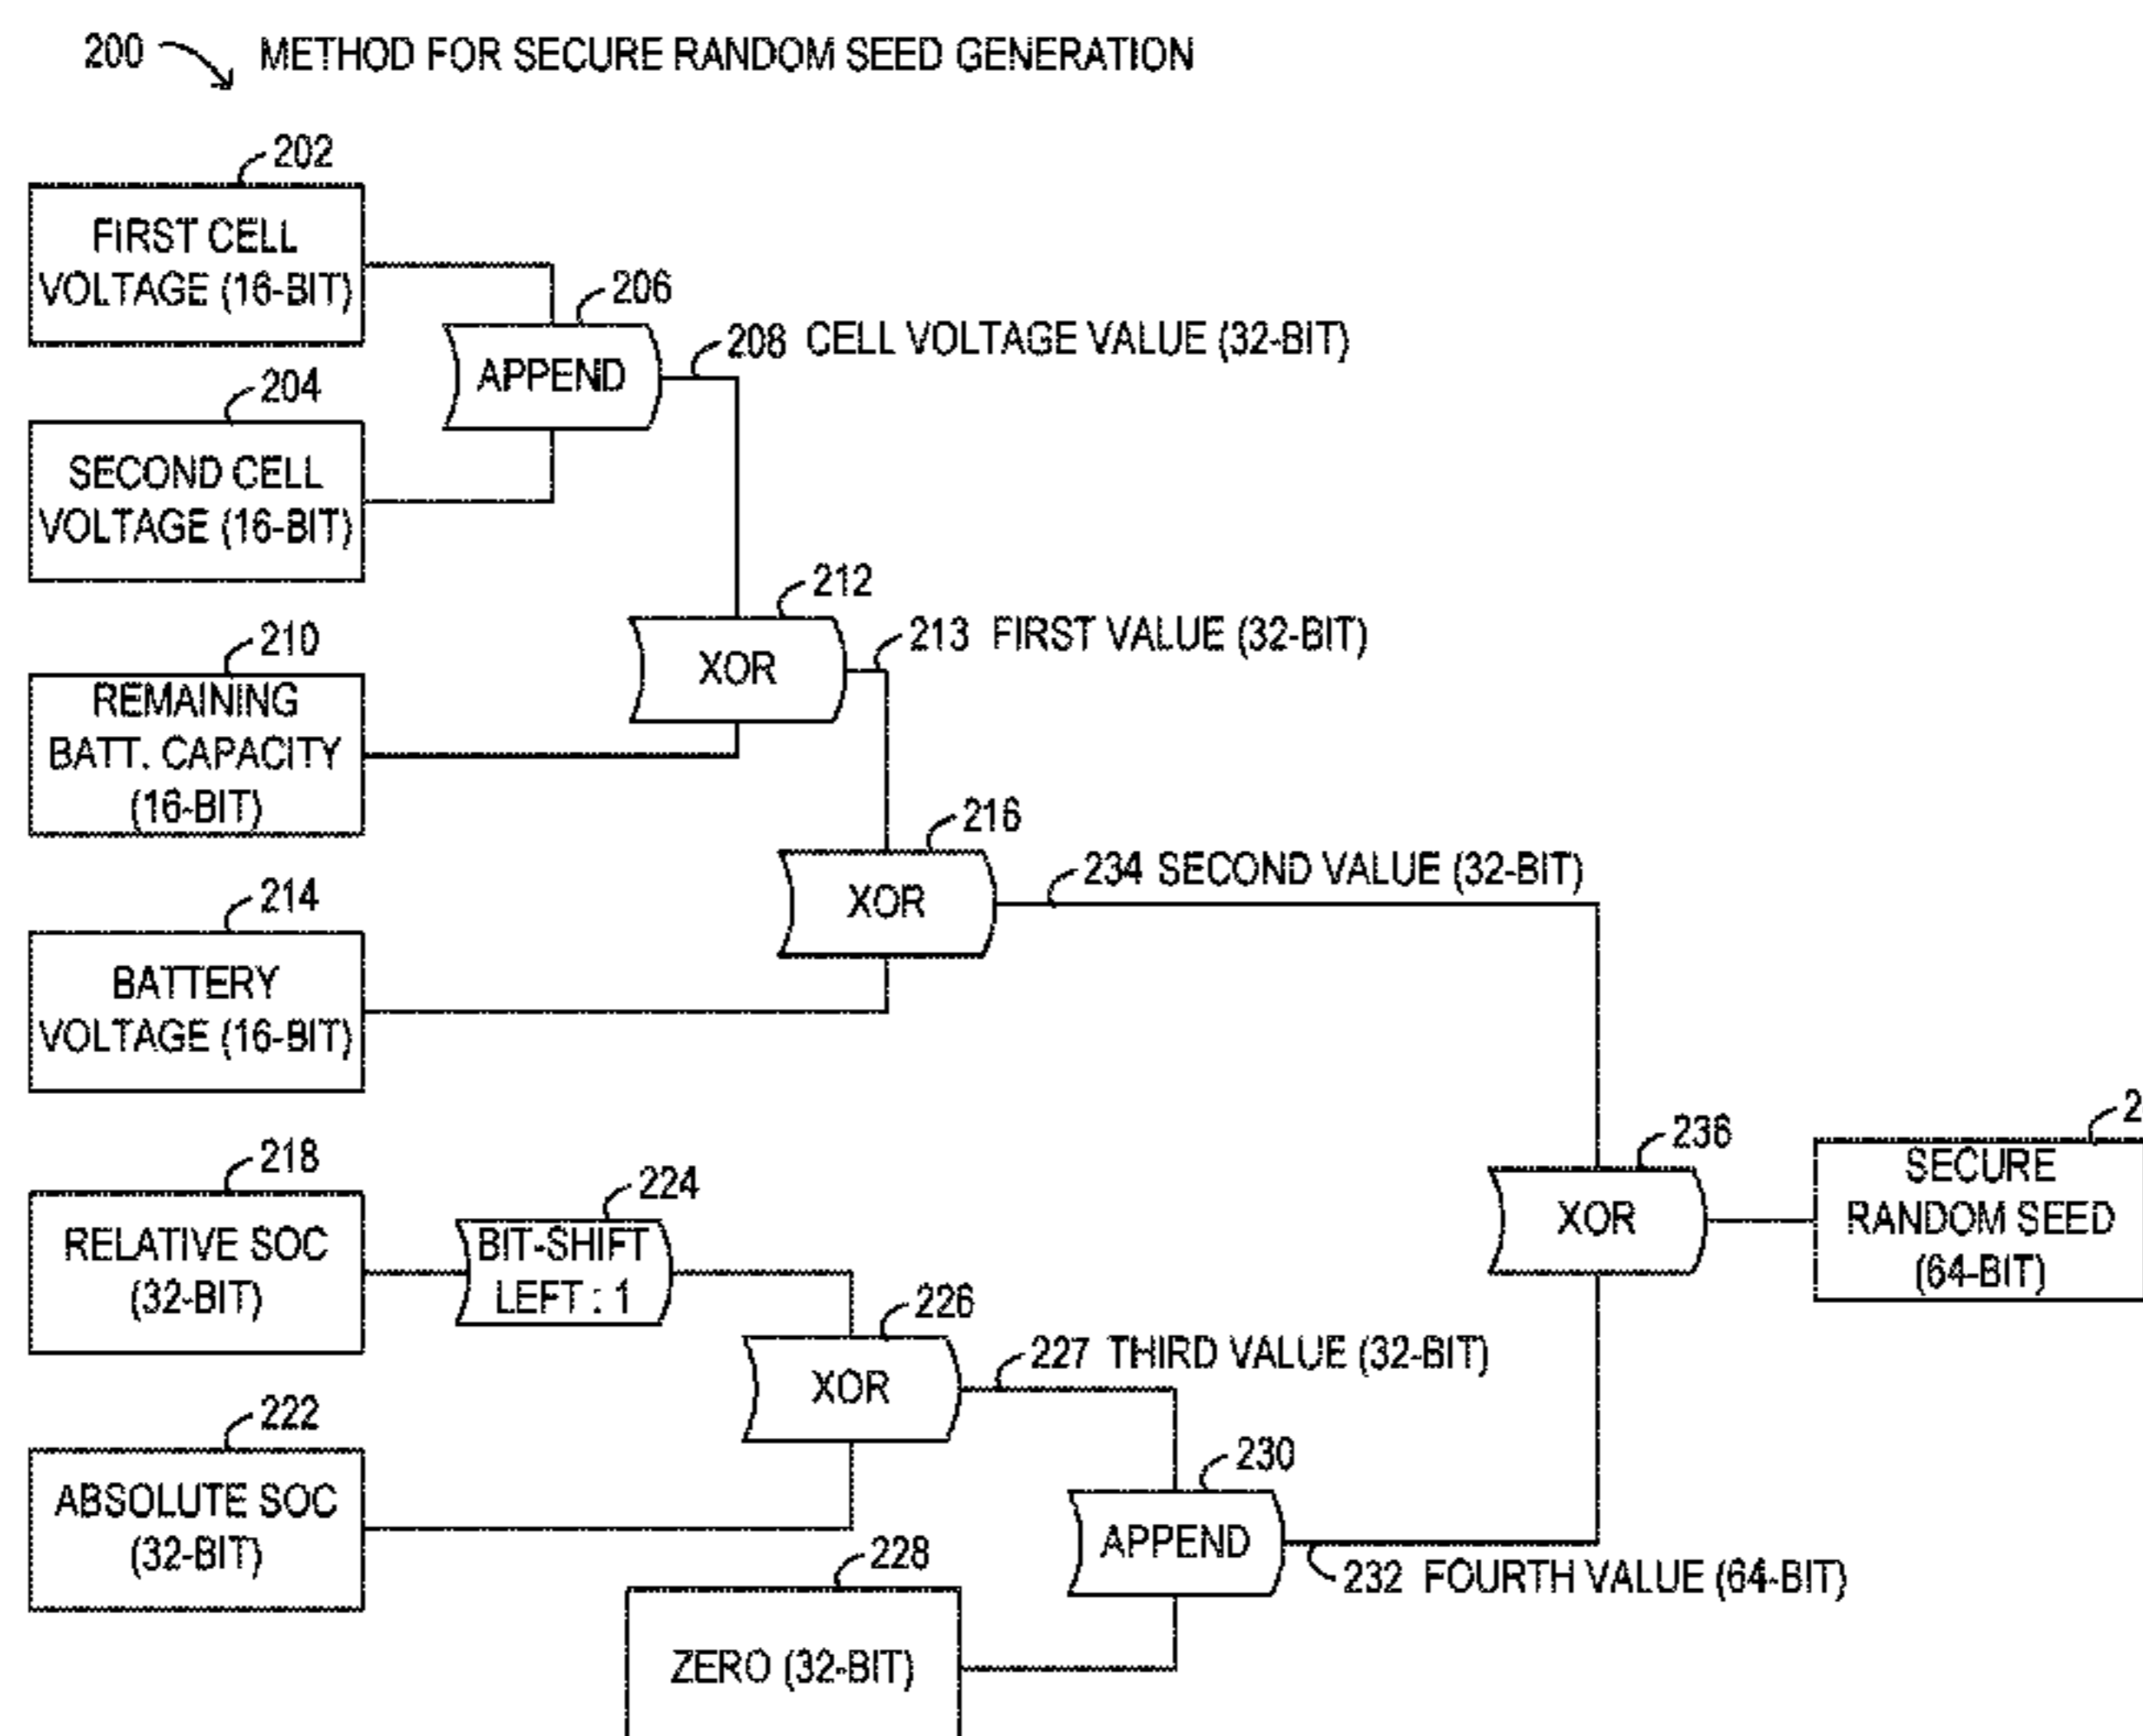 200 METHOD FOR SECURE RANDOM SEED GENERATION
202
FIRST CELL
VOLTAGE (16-BIT)
206
APPEND
208 CELL VOLTAGE VALUE (32-BIT)
204
SECOND CELL
VOLTAGE (16-BIT)
212
XOR
213 FIRST VALUE (32-BIT)
210
REMAINING
BATT. CAPACITY
(16-BIT)
216
XOR
234 SECOND VALUE (32-BIT)
214
BATTERY
VOLTAGE (16-BIT)
236
XOR
SECURE
RANDOM SEED
(64-BIT)
218
RELATIVE SOC
(32-BIT)
224
BIT-SHIFT
LEFT : 1
226
XOR
227 THIRD VALUE (32-BIT)
222
ABSOLUTE SOC
(32-BIT)
230
APPEND
232 FOURTH VALUE (64-BIT)
228
ZERO (32-BIT)